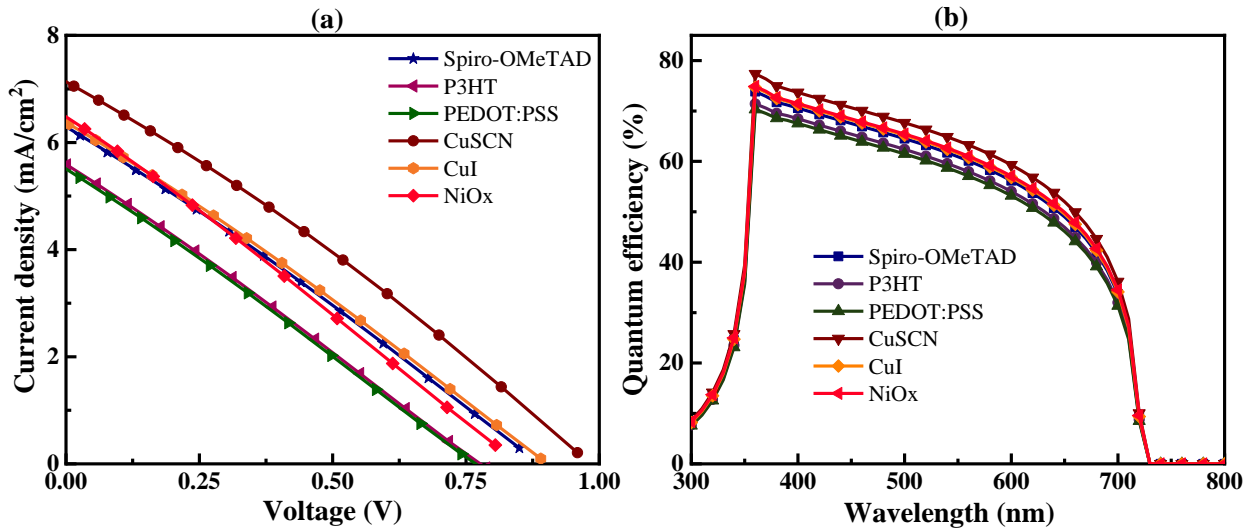 (a)
8
6
4
2
0
Current density (mA/cm²)
0.00
0.25
0.50
0.75
1.00
Voltage (V)
Spiro-OMeTAD
P3HT
PEDOT:PSS
CuSCN
CuI
NiOx
(b)
80
60
40
20
0
Quantum efficiency (%)
300
400
500
600
700
800
Wavelength (nm)
Spiro-OMeTAD
P3HT
PEDOT:PSS
CuSCN
CuI
NiOx